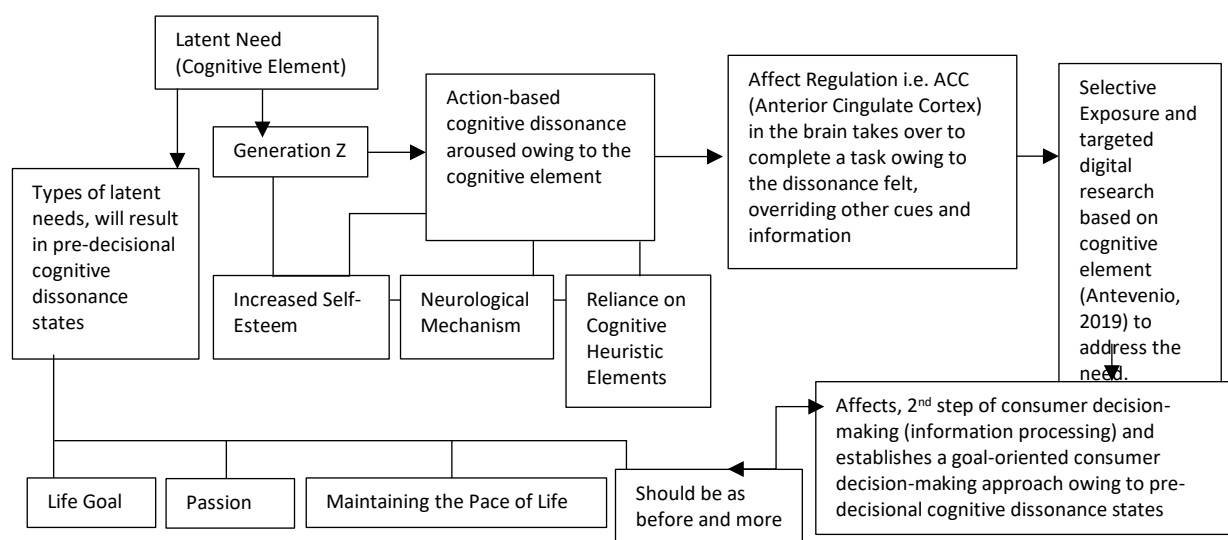 Latent Need
(Cognitive Element)
Generation Z
Types of latent
needs, will result
in pre-decisional
cognitive
dissonance
states
Action-based
cognitive dissonance
aroused owing to the
cognitive element
Increased Self-
Esteem
Neurological
Mechanism
Reliance on
Cognitive
Heuristic
Elements
Affect Regulation i.e. ACC
(Anterior Cingulate Cortex)
in the brain takes over to
complete a task owing to
the dissonance felt,
overriding other cues and
information
Selective
Exposure and
targeted
digital
research
based on
cognitive
element
(Antevenio,
2019) to
address the
need.
Affects, 2nd step of consumer decision-
making (information processing) and
establishes a goal-oriented consumer
decision-making approach owing to pre-
decisional cognitive dissonance states
Life Goal
Passion
Maintaining the Pace of Life
Should be as
before and more